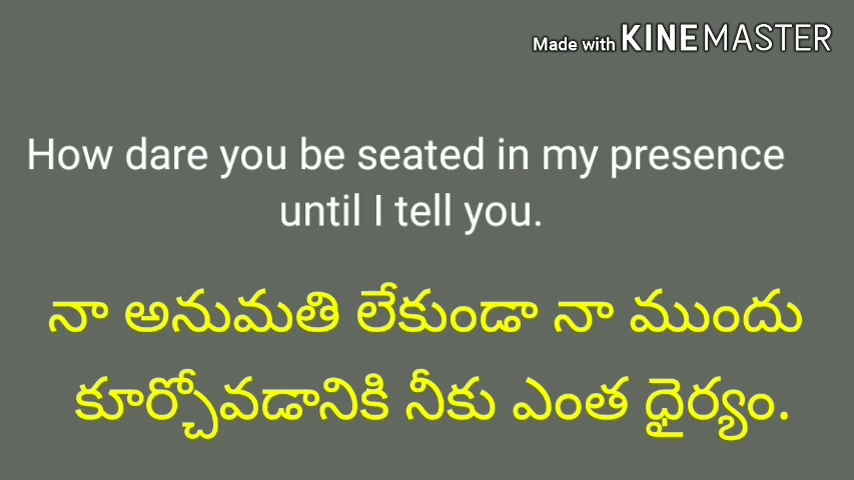 Made with KINEMASTER
How dare you be seated in my presence
until I tell you.
నా అనుమతి లేకుండా నా ముందు
కూర్చోవడానికి నీకు ఎంత ధైర్యం.